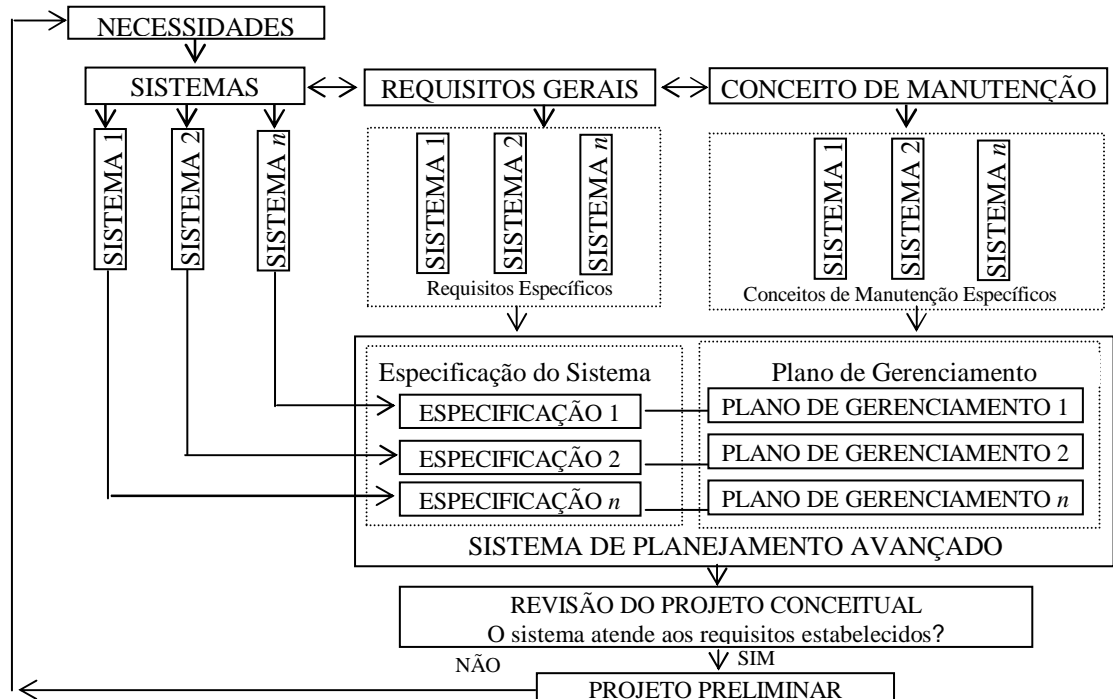 NECESSIDADES
SISTEMAS
REQUISITOS GERAIS
CONCEITO DE MANUTENÇÃO
SISTEMA 1
SISTEMA 2
SISTEMA n
SISTEMA 1
SISTEMA 2
SISTEMA n
Requisitos Específicos
SISTEMA 1
SISTEMA 2
SISTEMA n
Conceitos de Manutenção Específicos
Especificação do Sistema
Plano de Gerenciamento
ESPECIFICAÇÃO 1
PLANO DE GERENCIAMENTO 1
ESPECIFICAÇÃO 2
PLANO DE GERENCIAMENTO 2
ESPECIFICAÇÃO n
PLANO DE GERENCIAMENTO n
SISTEMA DE PLANEJAMENTO AVANÇADO
REVISÃO DO PROJETO CONCEITUAL
O sistema atende aos requisitos estabelecidos?
NÃO
SIM
PROJETO PRELIMINAR